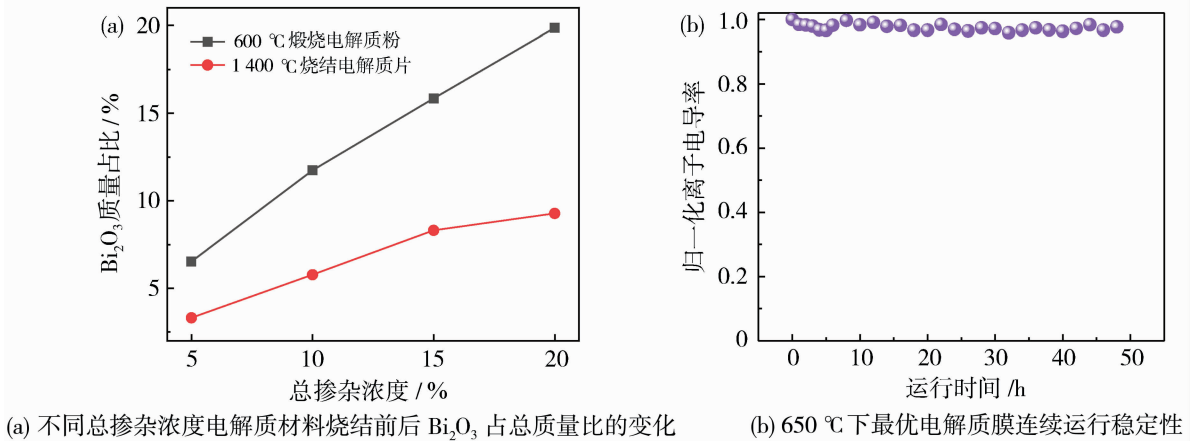 (a)
20
15
10
5
Bi₂O₃质量占比/%
600 ℃煅烧电解质粉
1 400 ℃烧结电解质片
5 10 15 20
总掺杂浓度/%
(b)
1.0
0.8
0.6
0.4
0.2
0
归一化离子电导率
0 10 20 30 40 50
运行时间/h
(a) 不同总掺杂浓度电解质材料烧结前后 Bi₂O₃ 占总质量比的变化
(b) 650 ℃下最优电解质膜连续运行稳定性